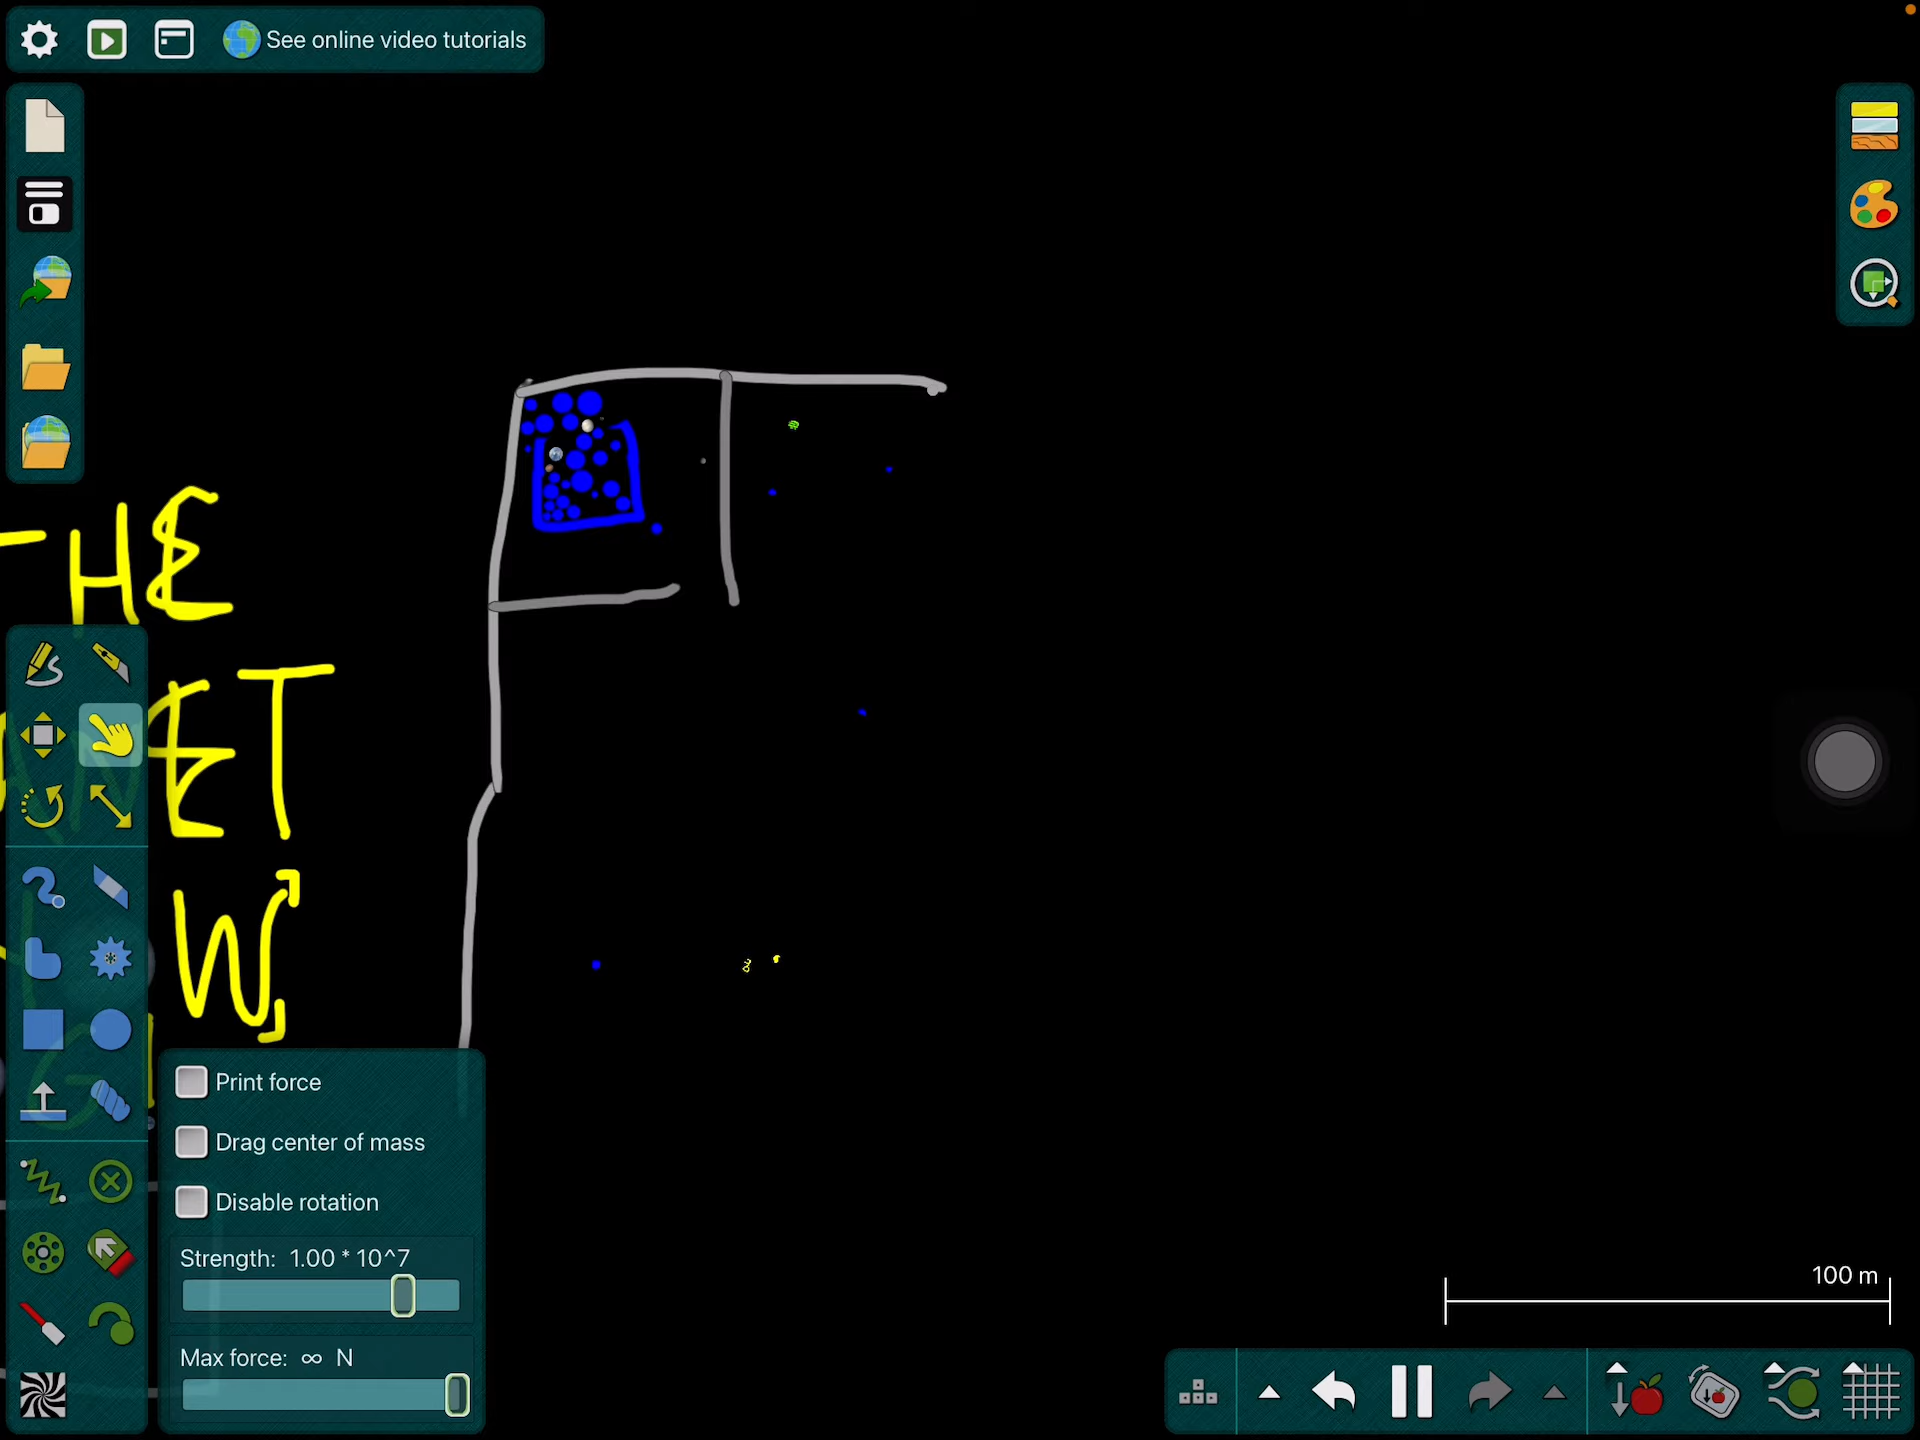 See online video tutorials
THE
ET
W
Print force
Drag center of mass
Disable rotation
Strength: 1.00 * 10^7
Max force: ∞ N
100 m